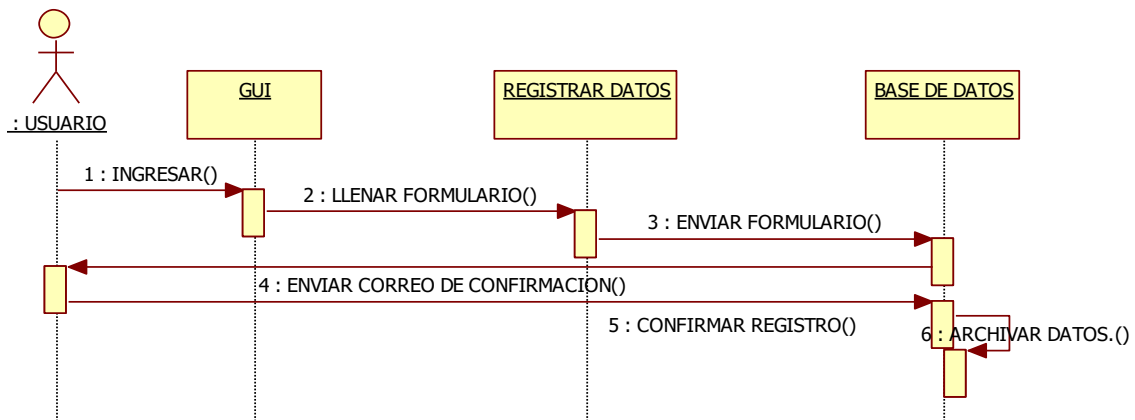 : USUARIO
GUI
REGISTRAR DATOS
BASE DE DATOS
1 : INGRESAR()
2 : LLENAR FORMULARIO()
3 : ENVIAR FORMULARIO()
4 : ENVIAR CORREO DE CONFIRMACION()
5 : CONFIRMAR REGISTRO()
6 : ARCHIVAR DATOS.()